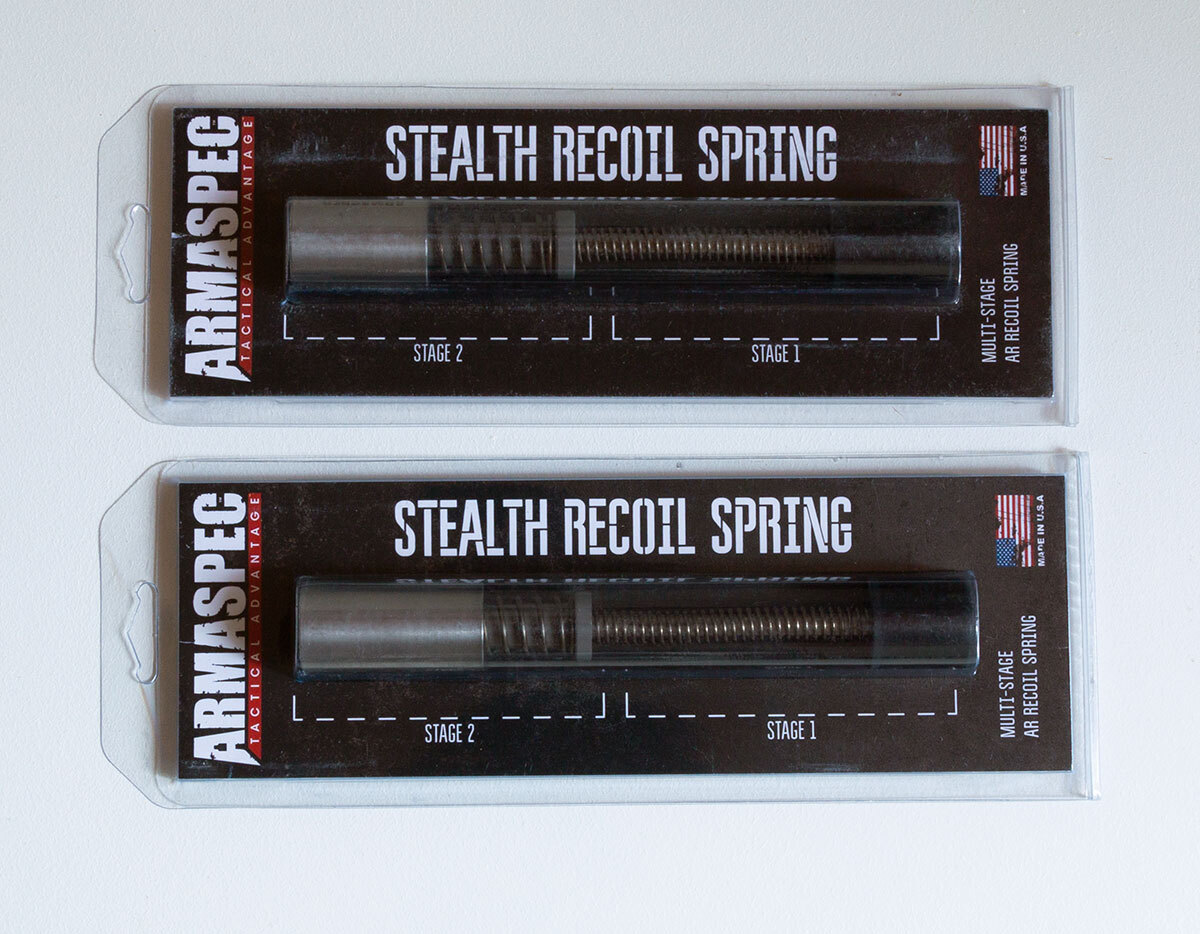 ARMASPEC
TACTICAL ADVANTAGE
STEALTH RECOIL SPRING
MADE IN U.S.A
MULTI-STAGE
AR RECOIL SPRING
STAGE 2
STAGE 1
ARMASPEC
TACTICAL ADVANTAGE
STEALTH RECOIL SPRING
MADE IN U.S.A
MULTI-STAGE
AR RECOIL SPRING
STAGE 2
STAGE 1